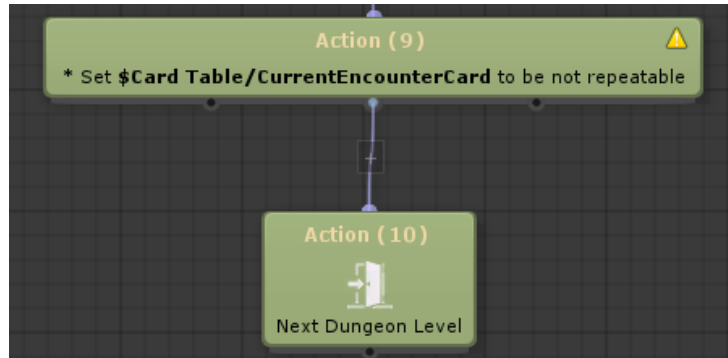 Action (9)
* Set $Card Table/CurrentEncounterCard to be not repeatable
Action (10)
Next Dungeon Level